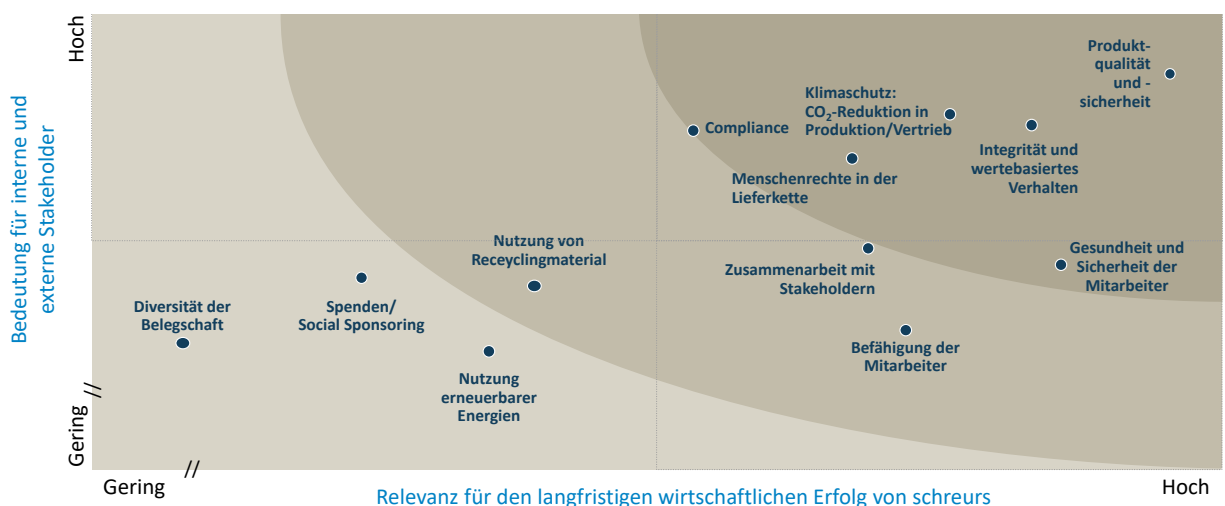 Hoch
Bedeutung für interne und
externe Stakeholder
Gering
//
Produkt-
qualität
und -
sicherheit
Klimaschutz:
CO₂-Reduktion in
Produktion/Vertrieb
Compliance
Integrität und
wertebasiertes
Verhalten
Menschenrechte in der
Lieferkette
Nutzung von
Receyclingmaterial
Zusammenarbeit mit
Stakeholdern
Gesundheit und
Sicherheit der
Mitarbeiter
Diversität der
Belegschaft
Spenden/
Social Sponsoring
Befähigung der
Mitarbeiter
Nutzung
erneuerbarer
Energien
//
Gering
Relevanz für den langfristigen wirtschaftlichen Erfolg von schreurs
Hoch